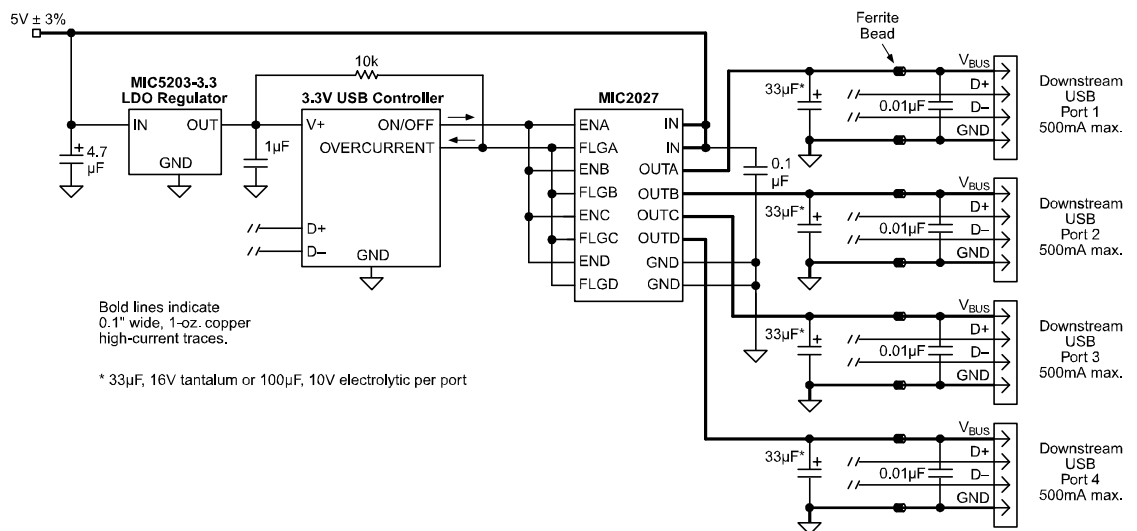 5V ± 3%
MIC5203-3.3
LDO Regulator
IN
OUT
GND
4.7
µF
1µF
10k
3.3V USB Controller
V+
ON/OFF
OVERCURRENT
D+
D–
GND
MIC2027
ENA
FLGA
ENB
FLGB
ENC
FLGC
END
FLGD
IN
IN
OUTA
OUTB
OUTC
OUTD
GND
GND
0.1
µF
Ferrite
Bead
33µF*
0.01µF
VBUS
D+
D–
GND
Downstream
USB
Port 1
500mA max.
33µF*
0.01µF
VBUS
D+
D–
GND
Downstream
USB
Port 2
500mA max.
33µF*
0.01µF
VBUS
D+
D–
GND
Downstream
USB
Port 3
500mA max.
33µF*
0.01µF
VBUS
D+
D–
GND
Downstream
USB
Port 4
500mA max.
Bold lines indicate
0.1" wide, 1-oz. copper
high-current traces.
* 33µF, 16V tantalum or 100µF, 10V electrolytic per port